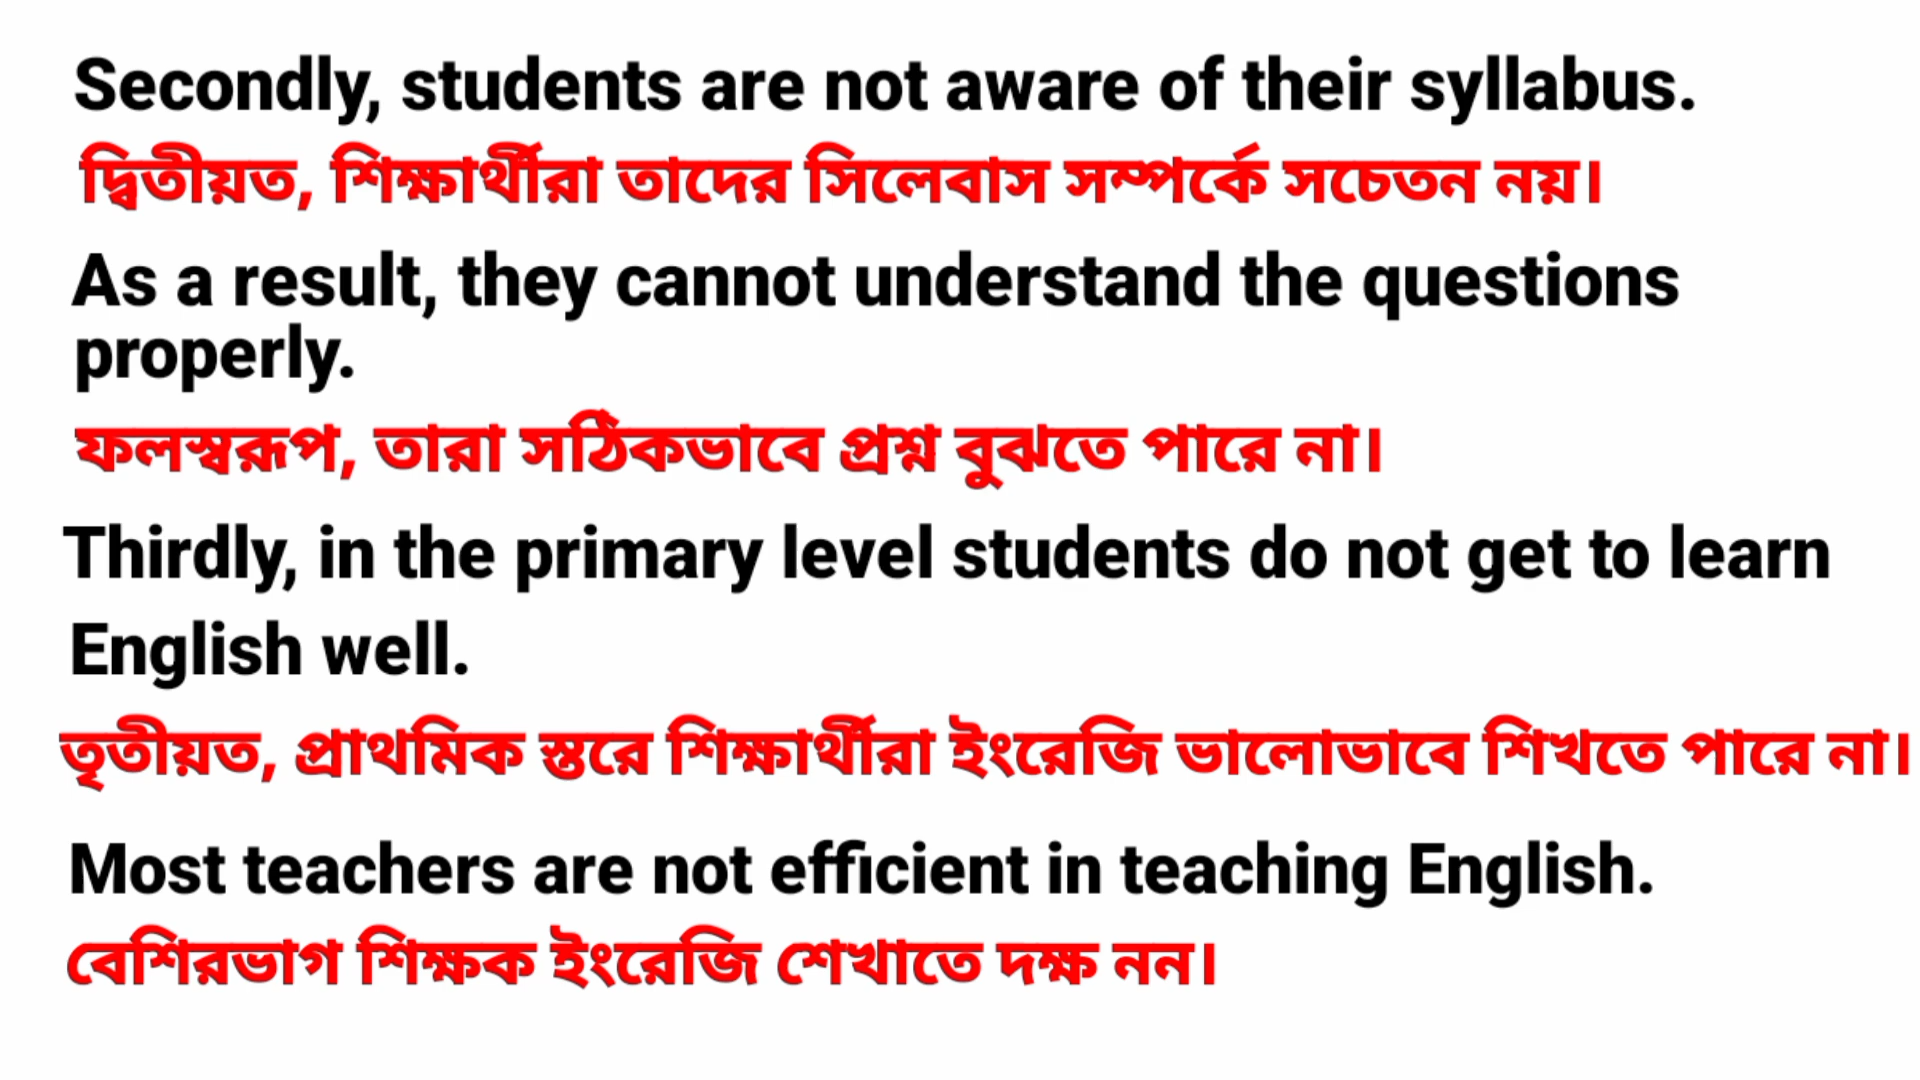 Secondly, students are not aware of their syllabus.
দ্বিতীয়ত, শিক্ষার্থীরা তাদের সিলেবাস সম্পর্কে সচেতন নয়।
As a result, they cannot understand the questions
properly.
ফলস্বরূপ, তারা সঠিকভাবে প্রশ্ন বুঝতে পারে না।
Thirdly, in the primary level students do not get to learn
English well.
তৃতীয়ত, প্রাথমিক স্তরে শিক্ষার্থীরা ইংরেজি ভালোভাবে শিখতে পারে না।
Most teachers are not efficient in teaching English.
বেশিরভাগ শিক্ষক ইংরেজি শেখাতে দক্ষ নন।